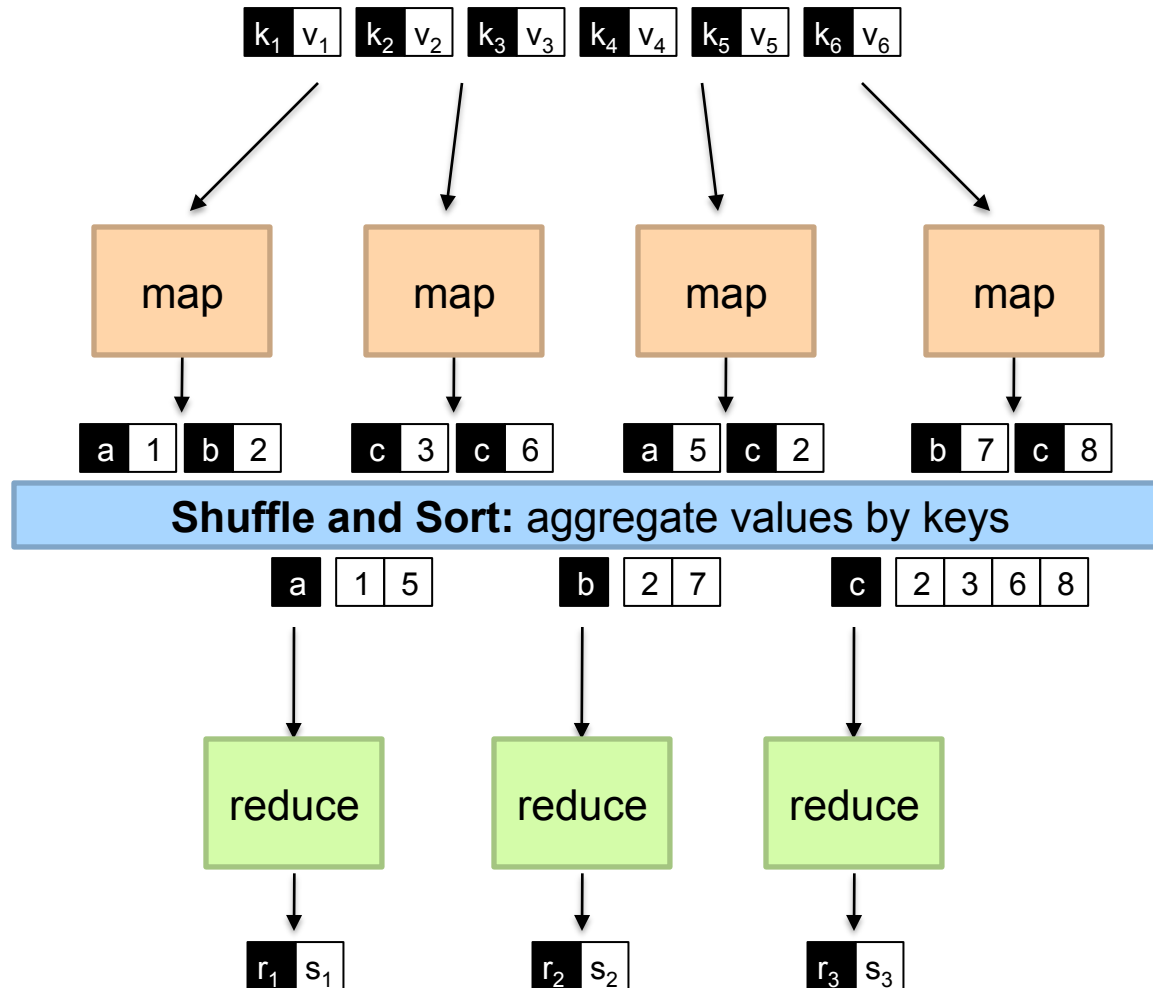 k₁ v₁ k₂ v₂ k₃ v₃ k₄ v₄ k₅ v₅ k₆ v₆
map map map map
a 1 b 2 c 3 c 6 a 5 c 2 b 7 c 8
Shuffle and Sort: aggregate values by keys
a 1 5 b 2 7 c 2 3 6 8
reduce reduce reduce
r₁ s₁ r₂ s₂ r₃ s₃